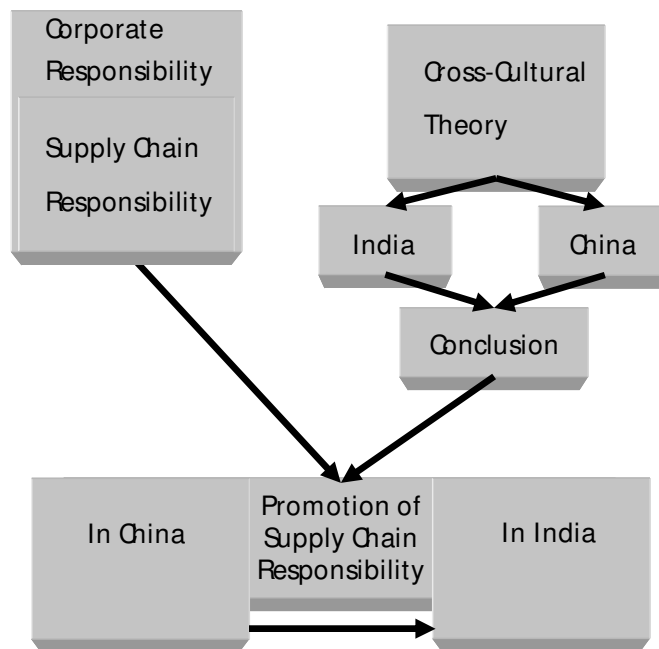 Corporate
Responsibility
Supply Chain
Responsibility
Cross-Cultural
Theory
India
China
Conclusion
In China
Promotion of
Supply Chain
Responsibility
In India